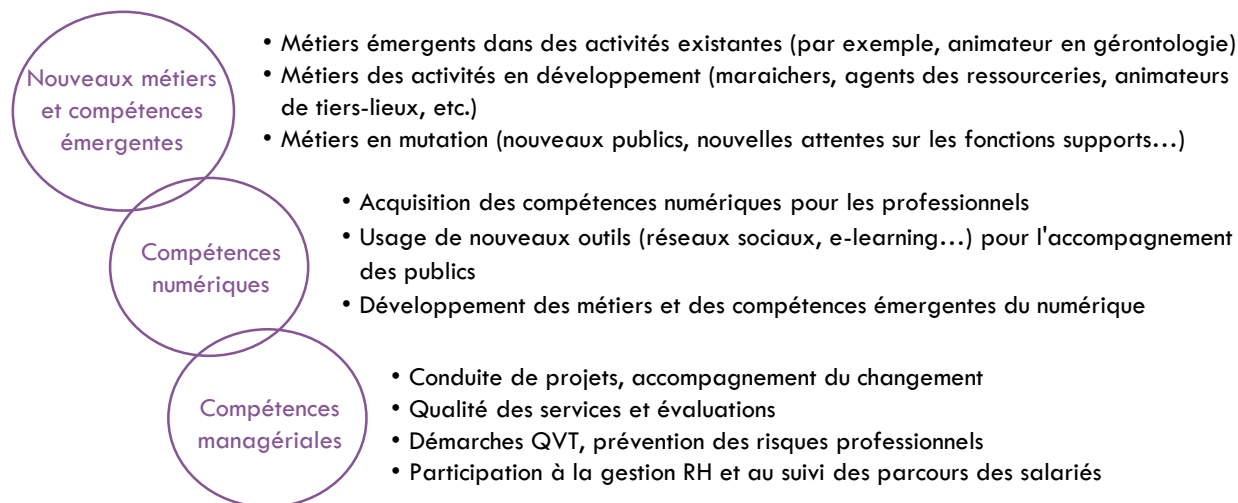 Nouveaux métiers
et compétences
émergentes
• Métiers émergents dans des activités existantes (par exemple, animateur en gérontologie)
• Métiers des activités en développement (maraichers, agents des ressourceries, animateurs
de tiers-lieux, etc.)
• Métiers en mutation (nouveaux publics, nouvelles attentes sur les fonctions supports…)
Compétences
numériques
• Acquisition des compétences numériques pour les professionnels
• Usage de nouveaux outils (réseaux sociaux, e-learning…) pour l'accompagnement
des publics
• Développement des métiers et des compétences émergentes du numérique
Compétences
managériales
• Conduite de projets, accompagnement du changement
• Qualité des services et évaluations
• Démarches QVT, prévention des risques professionnels
• Participation à la gestion RH et au suivi des parcours des salariés